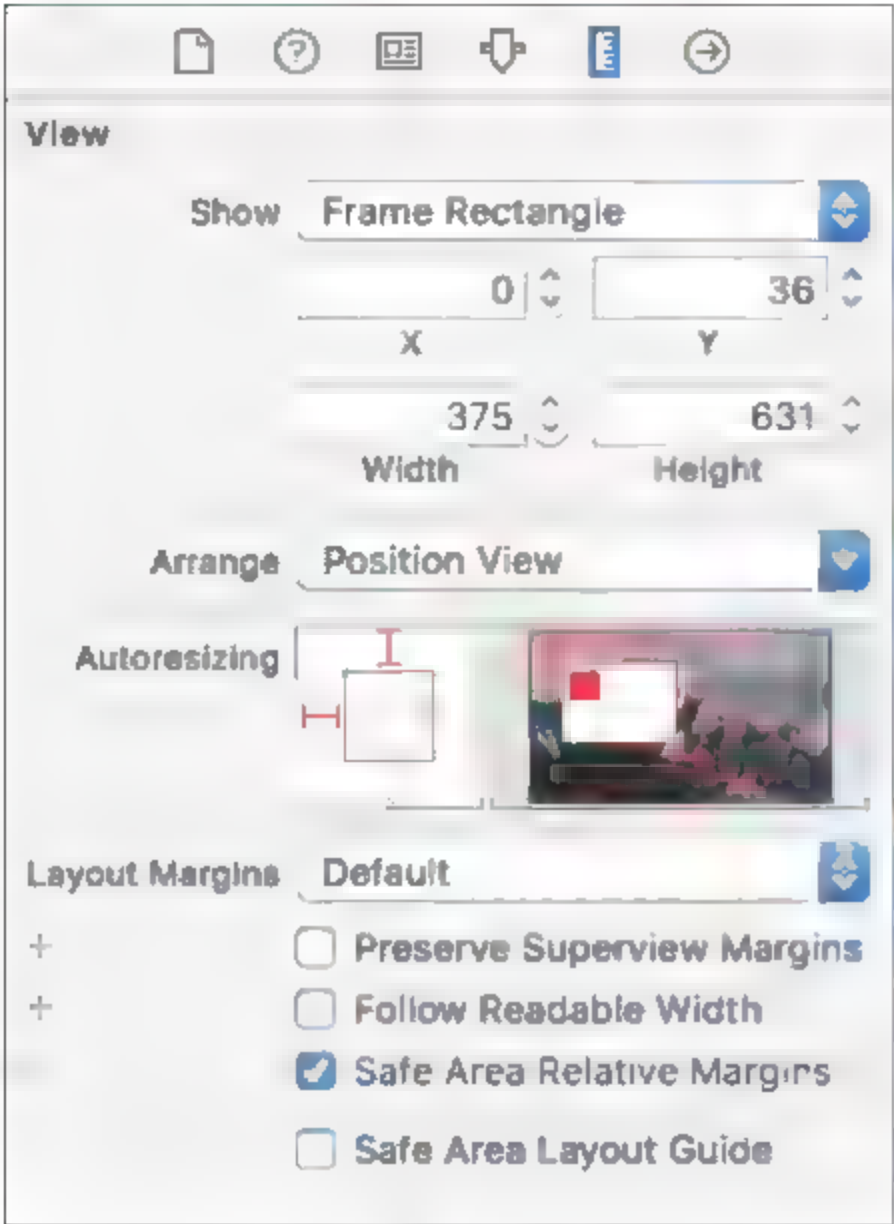 View
Show Frame Rectangle
0 36
X Y
375 631
Width Height
Arrange Position View
Autoresizing
Layout Margins Default
+ Preserve Superview Margins
+ Follow Readable Width
Safe Area Relative Margins
Safe Area Layout Guide